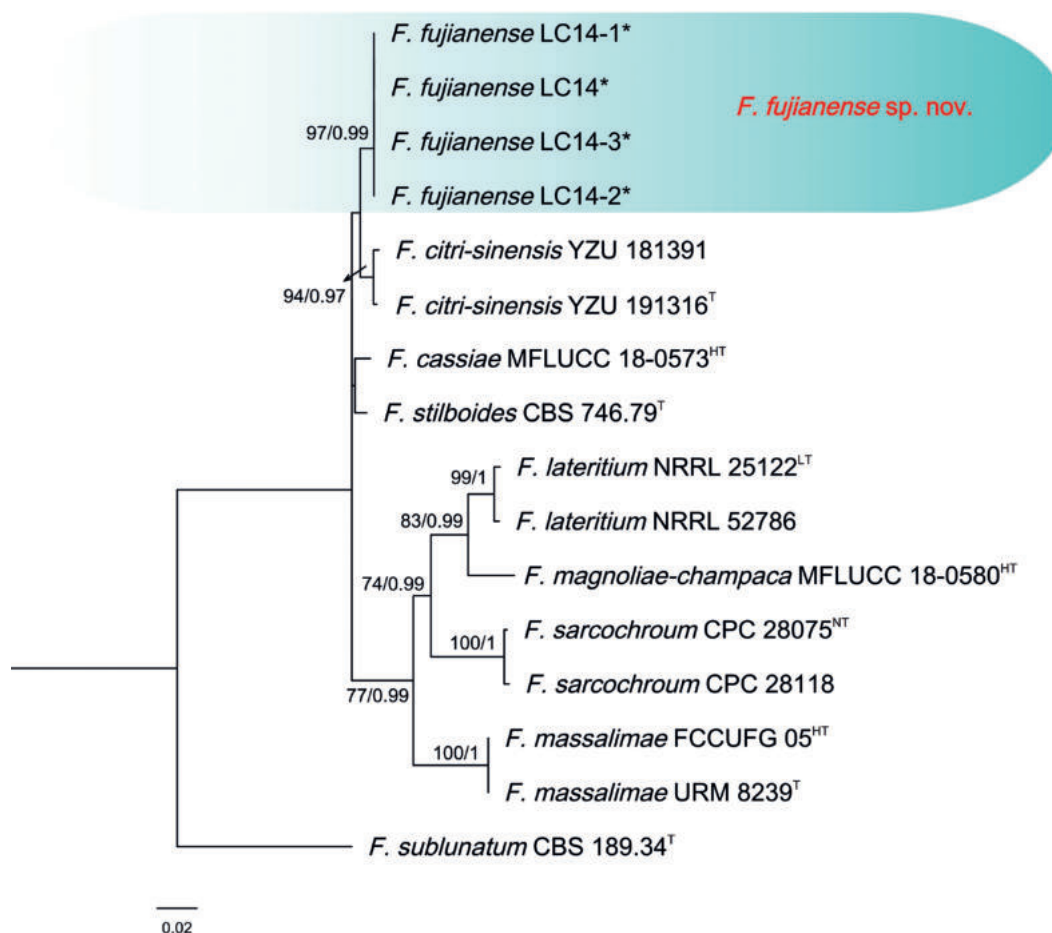 F. fujianense LC14-1*
F. fujianense LC14*
F. fujianense sp. nov.
97/0.99
F. fujianense LC14-3*
F. fujianense LC14-2*
F. citri-sinensis YZU 181391
94/0.97
F. citri-sinensis YZU 191316ᵀ
F. cassiae MFLUCC 18-0573ᴴᵀ
F. stilboides CBS 746.79ᵀ
F. lateritium NRRL 25122ᴸᵀ
99/1
83/0.99
F. lateritium NRRL 52786
74/0.99
F. magnoliae-champaca MFLUCC 18-0580ᴴᵀ
F. sarcochroum CPC 28075ᴺᵀ
100/1
77/0.99
F. sarcochroum CPC 28118
F. massalimae FCCUFG 05ᴴᵀ
100/1
F. massalimae URM 8239ᵀ
F. sublunatum CBS 189.34ᵀ
0.02